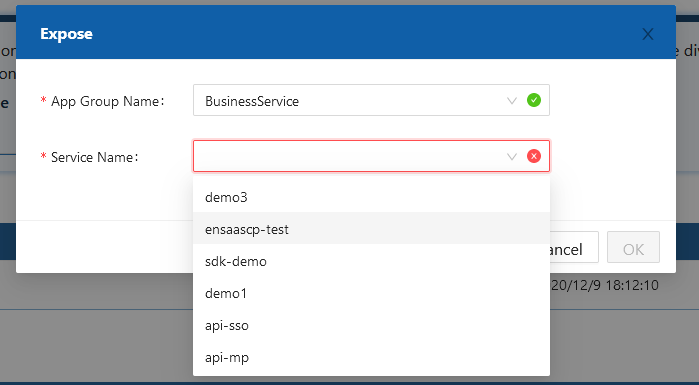 Expose
* App Group Name:
BusinessService
* Service Name:
demo3
ensaascp-test
sdk-demo
demo1
api-sso
api-mp
OK
20/12/9 18:12:10